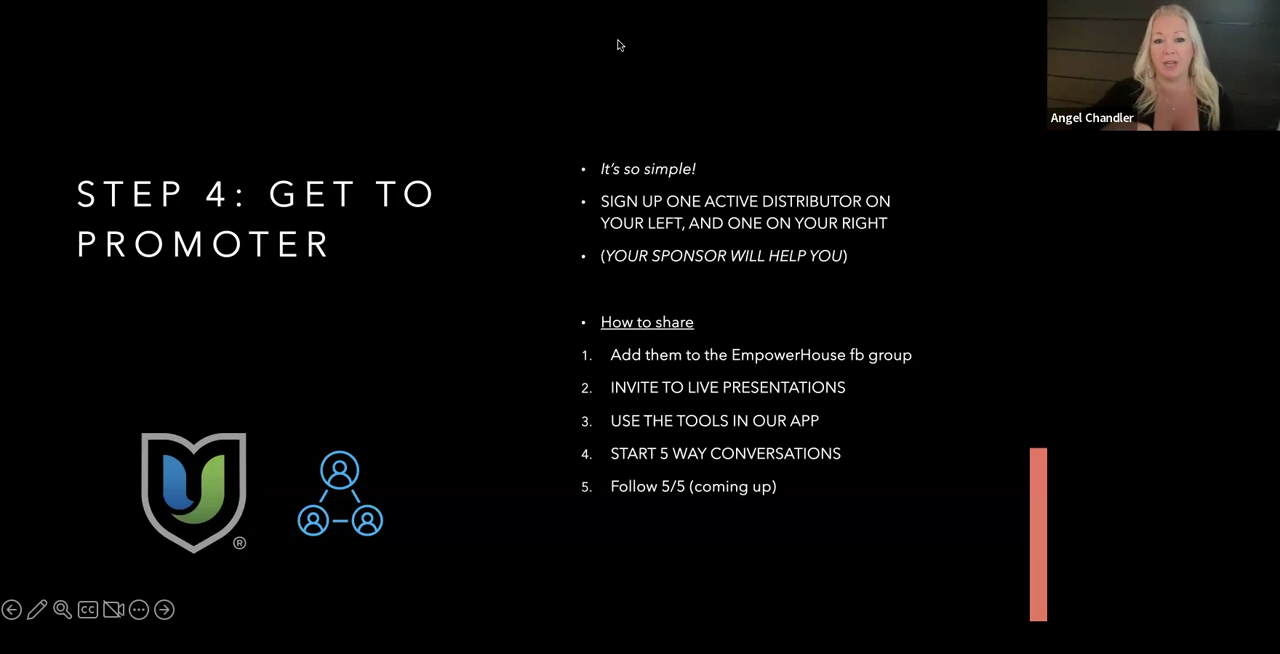 Angel Chandler
STEP 4: GET TO
PROMOTER
• It's so simple!
• SIGN UP ONE ACTIVE DISTRIBUTOR ON
YOUR LEFT, AND ONE ON YOUR RIGHT
• (YOUR SPONSOR WILL HELP YOU)
• How to share
1. Add them to the EmpowerHouse fb group
2. INVITE TO LIVE PRESENTATIONS
3. USE THE TOOLS IN OUR APP
4. START 5 WAY CONVERSATIONS
5. Follow 5/5 (coming up)
®
CC